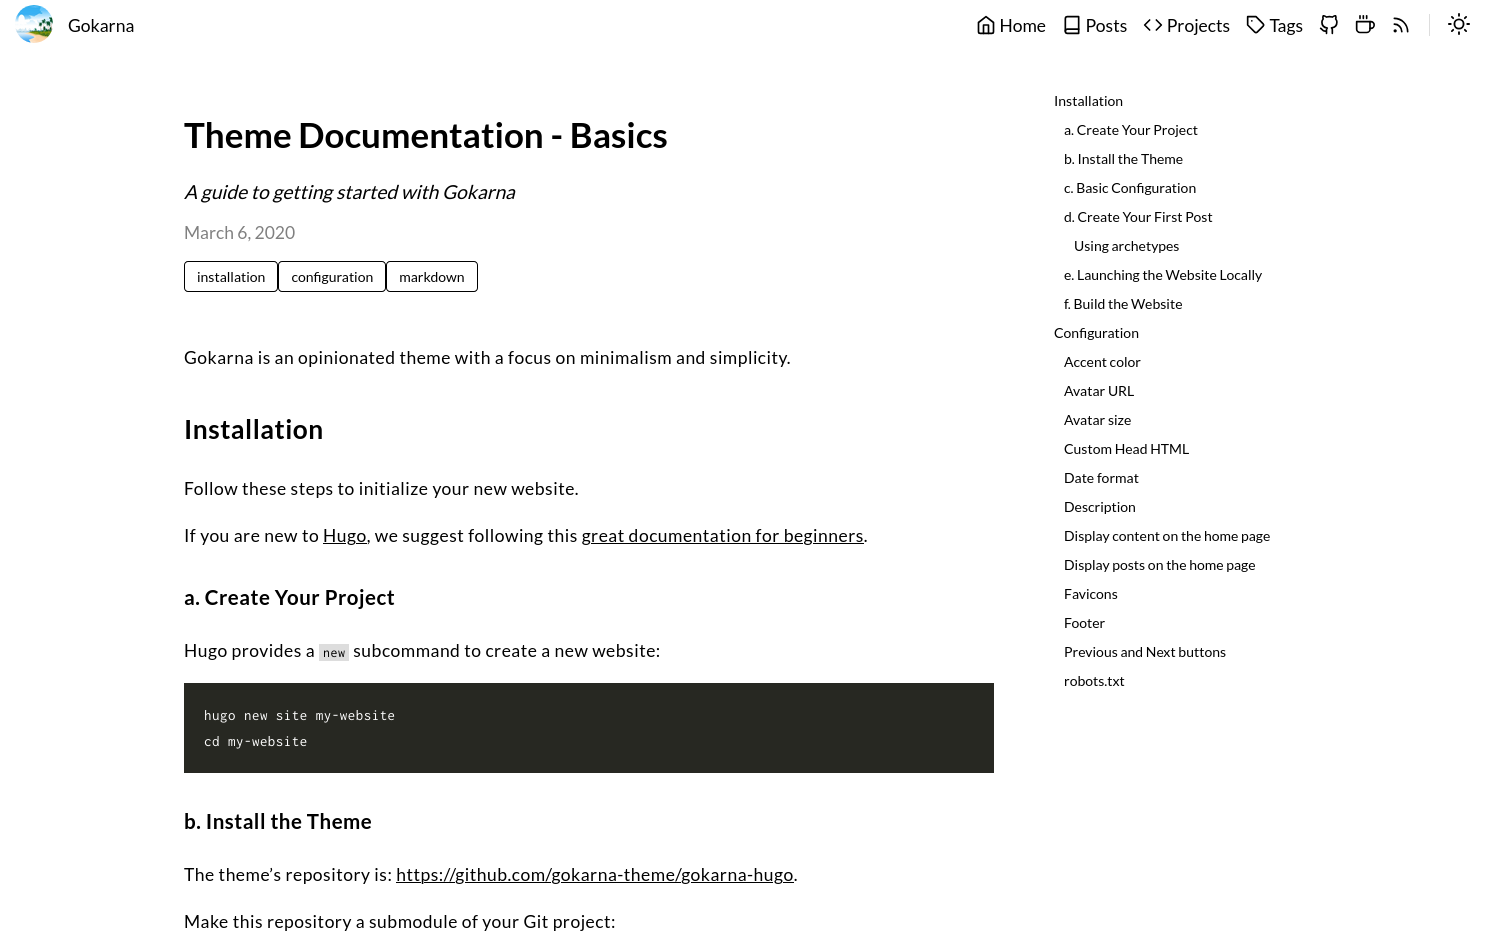 Gokarna
Home Posts Projects Tags
Theme Documentation - Basics
A guide to getting started with Gokarna
March 6, 2020
installation configuration markdown
Gokarna is an opinionated theme with a focus on minimalism and simplicity.
Installation
Follow these steps to initialize your new website.
If you are new to Hugo, we suggest following this great documentation for beginners.
a. Create Your Project
Hugo provides a new subcommand to create a new website:
hugo new site my-website
cd my-website
b. Install the Theme
The theme’s repository is: https://github.com/gokarna-theme/gokarna-hugo.
Make this repository a submodule of your Git project:
Installation
a. Create Your Project
b. Install the Theme
c. Basic Configuration
d. Create Your First Post
Using archetypes
e. Launching the Website Locally
f. Build the Website
Configuration
Accent color
Avatar URL
Avatar size
Custom Head HTML
Date format
Description
Display content on the home page
Display posts on the home page
Favicons
Footer
Previous and Next buttons
robots.txt